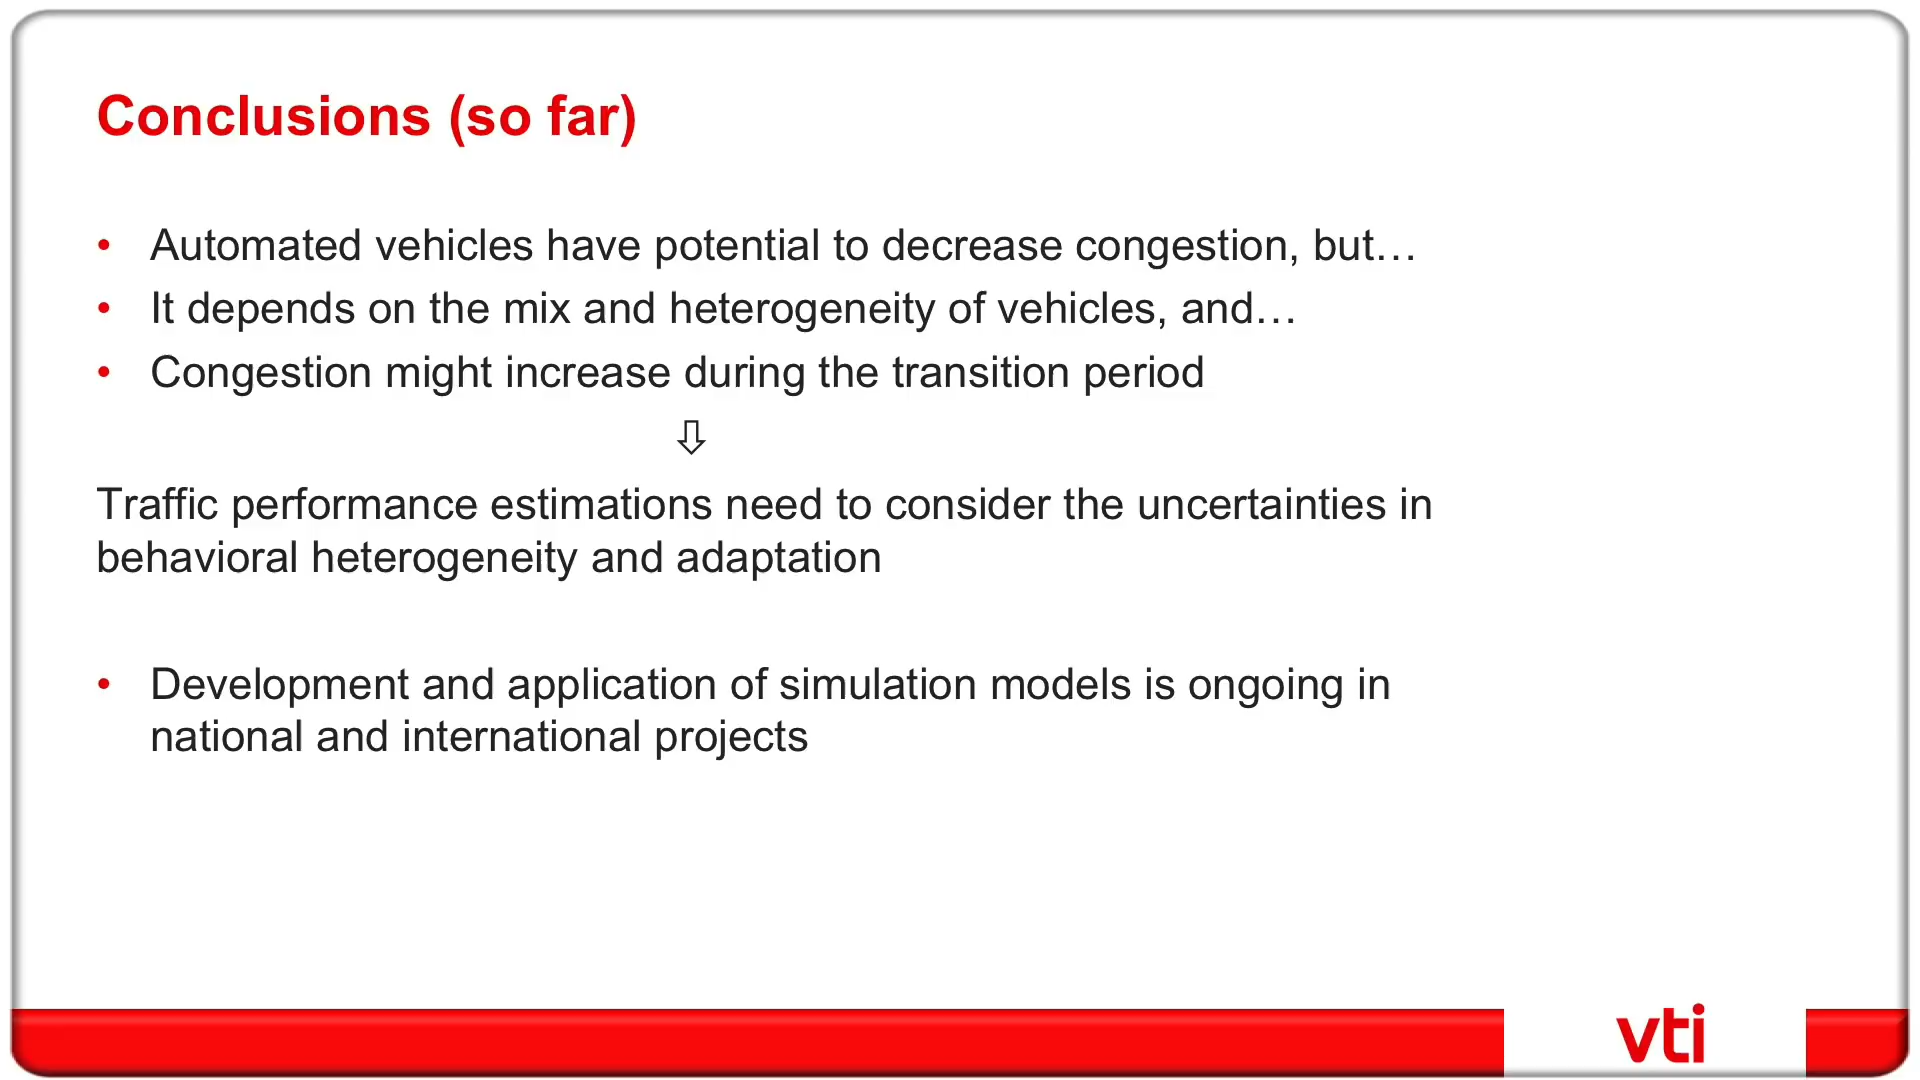 Conclusions (so far)
• Automated vehicles have potential to decrease congestion, but…
• It depends on the mix and heterogeneity of vehicles, and…
• Congestion might increase during the transition period
⇩
Traffic performance estimations need to consider the uncertainties in
behavioral heterogeneity and adaptation
• Development and application of simulation models is ongoing in
national and international projects
vti